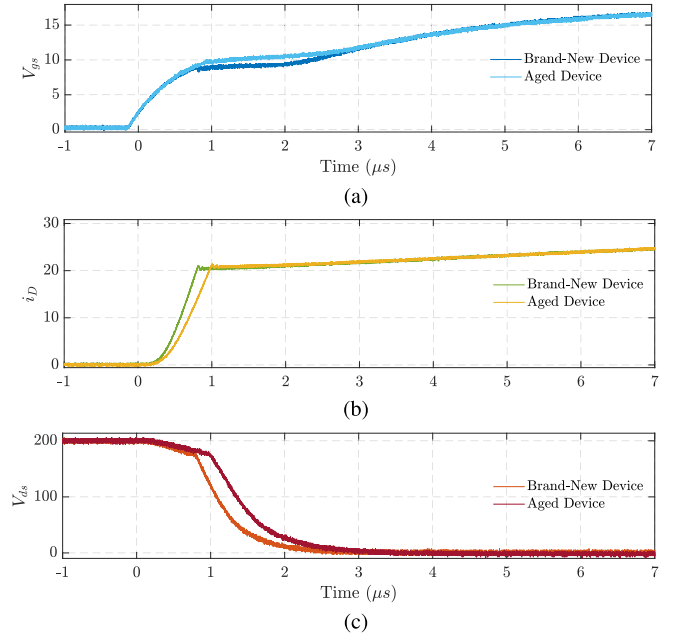 15
10
5
0
V_gs
Brand-New Device
Aged Device
-1 0 1 2 3 4 5 6 7
Time (μs)
(a)
30
20
10
0
i_D
Brand-New Device
Aged Device
-1 0 1 2 3 4 5 6 7
(b)
200
100
0
V_ds
Brand-New Device
Aged Device
-1 0 1 2 3 4 5 6 7
Time (μs)
(c)